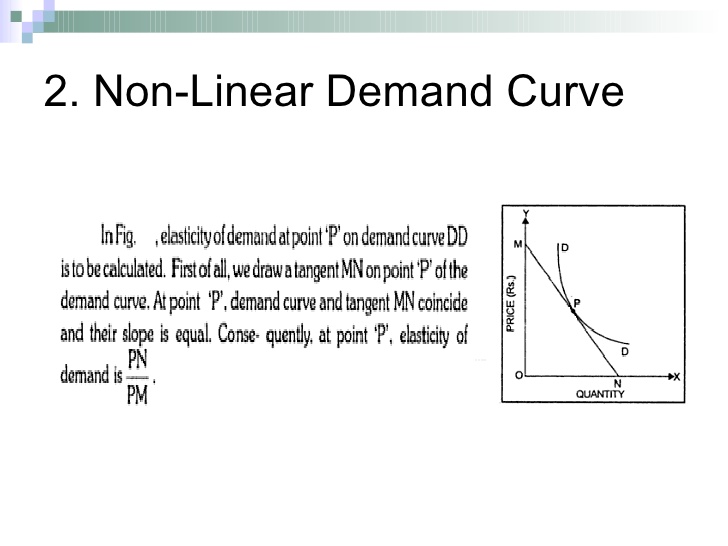 2. Non-Linear Demand Curve
In Fig. , elasticity of demand at point 'P' on demand curve DD
is to be calculated. First of all, we draw a tangent MN on point 'P' of the
demand curve. At point 'P', demand curve and tangent MN coincide
and their slope is equal. Conse- quently, at point 'P', elasticity of
demand is PN/PM.
Y
M
D
PRICE (Rs.)
P
D
O
N
X
QUANTITY